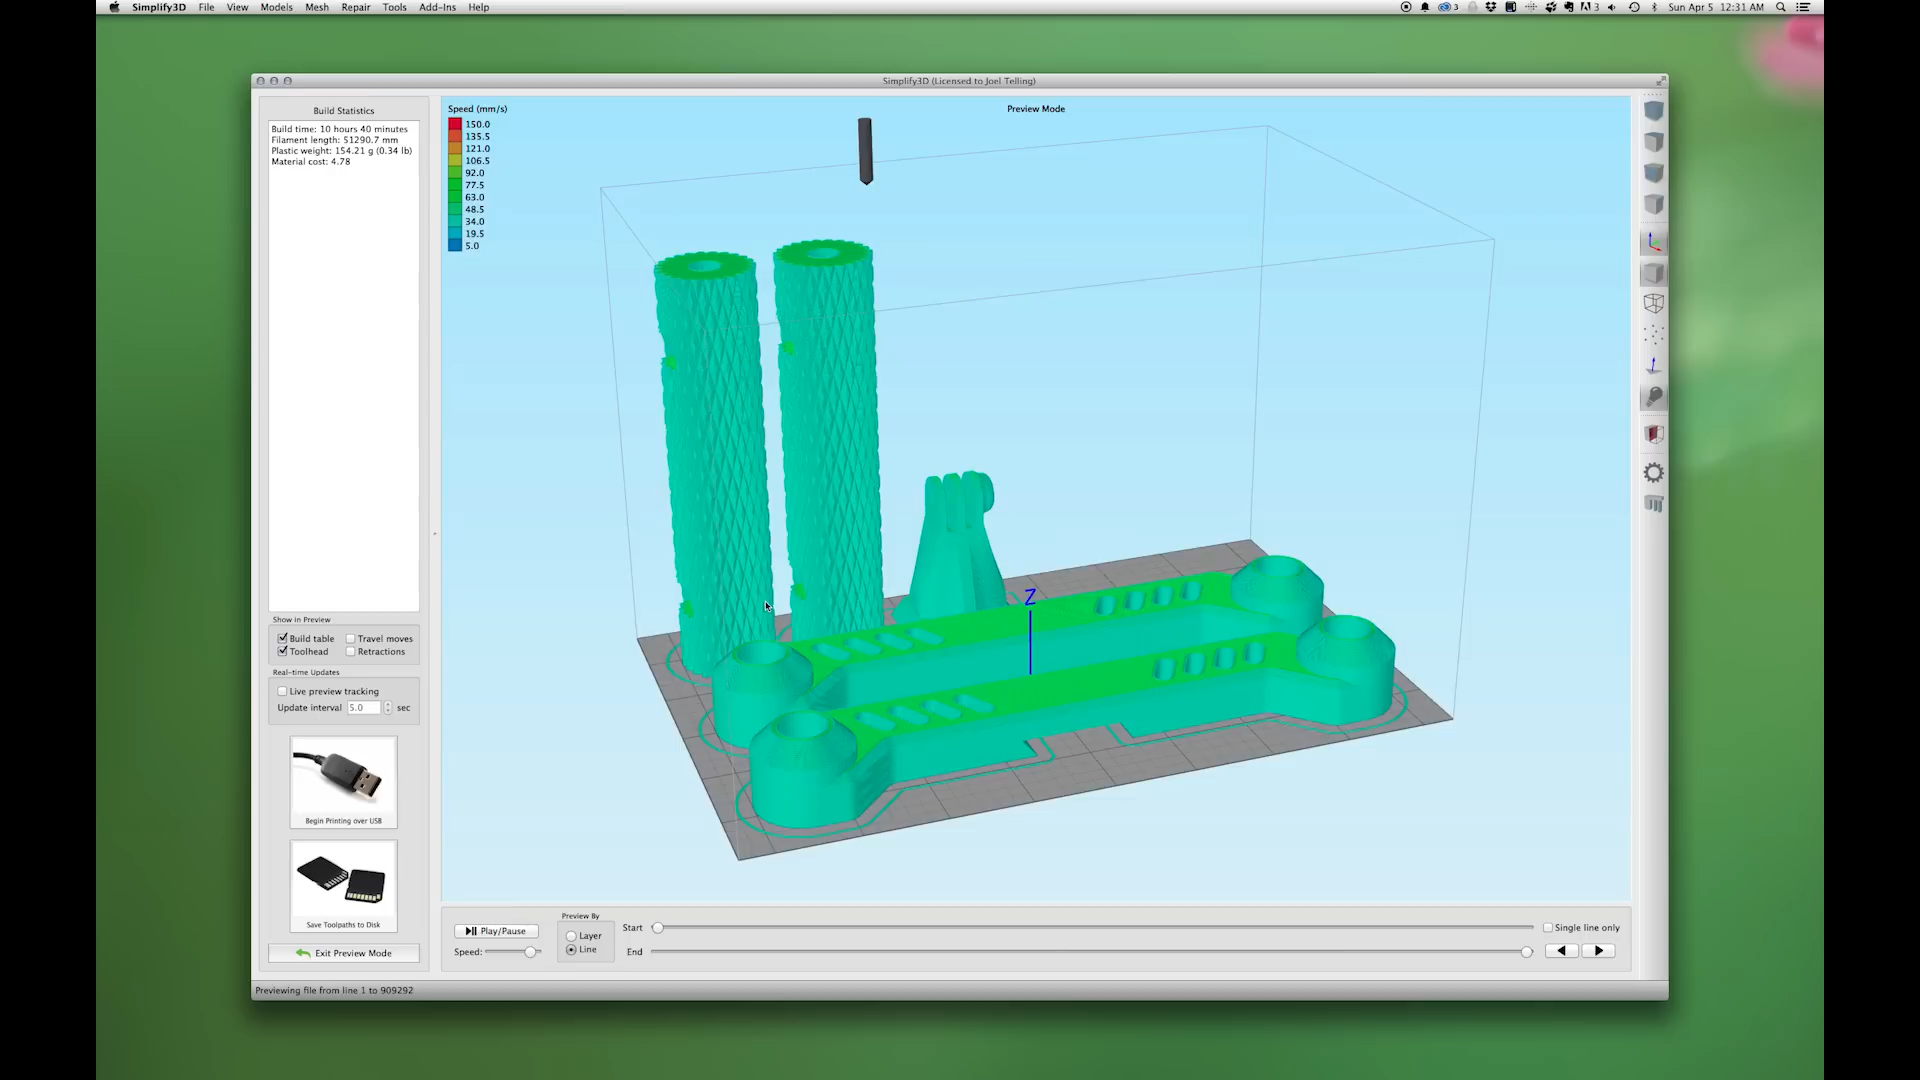 Simplify3D File View Models Mesh Repair Tools Add-Ins Help
3 3 Sun Apr 5 12:31 AM
Simplify3D (Licensed to Joel Telling)
Build Statistics
Build time: 10 hours 40 minutes
Filament length: 51290.7 mm
Plastic weight: 154.21 g (0.34 lb)
Material cost: 4.78
Show in Preview
Build table Travel moves
Toolhead Retractions
Real-time Updates
Live preview tracking
Update interval 5.0 sec
Begin Printing over USB
Save Toolpaths to Disk
Exit Preview Mode
Speed (mm/s)
150.0
135.5
121.0
106.5
92.0
77.5
63.0
48.5
34.0
19.5
5.0
Preview Mode
Z
Play/Pause
Speed:
Preview By
Layer
Line
Start
End
Single line only
Previewing file from line 1 to 909292